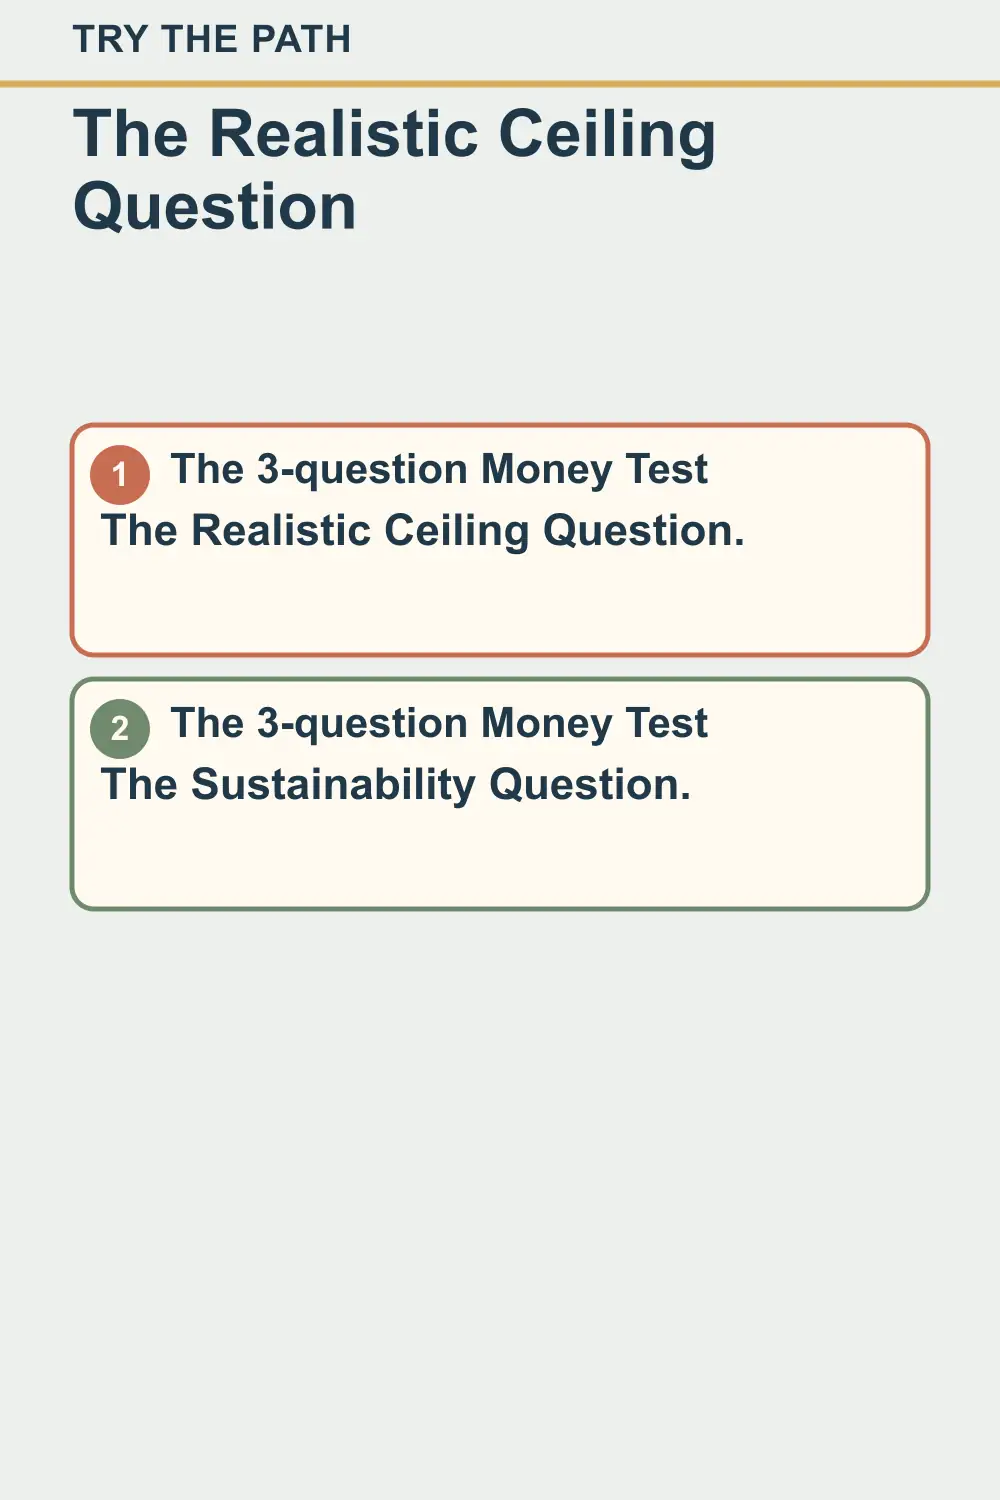 TRY THE PATH
The Realistic Ceiling
Question
1
The 3-question Money Test
The Realistic Ceiling Question.
2
The 3-question Money Test
The Sustainability Question.